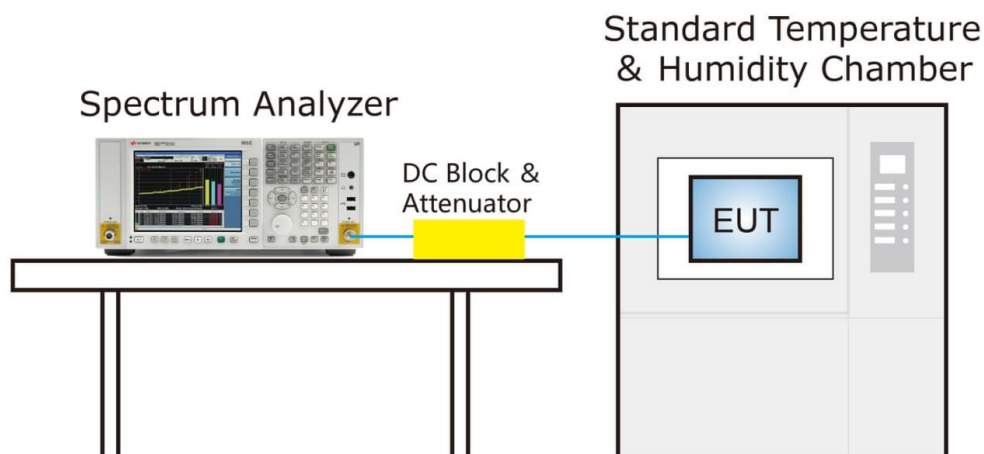 Standard Temperature
& Humidity Chamber
Spectrum Analyzer
DC Block &
Attenuator
EUT